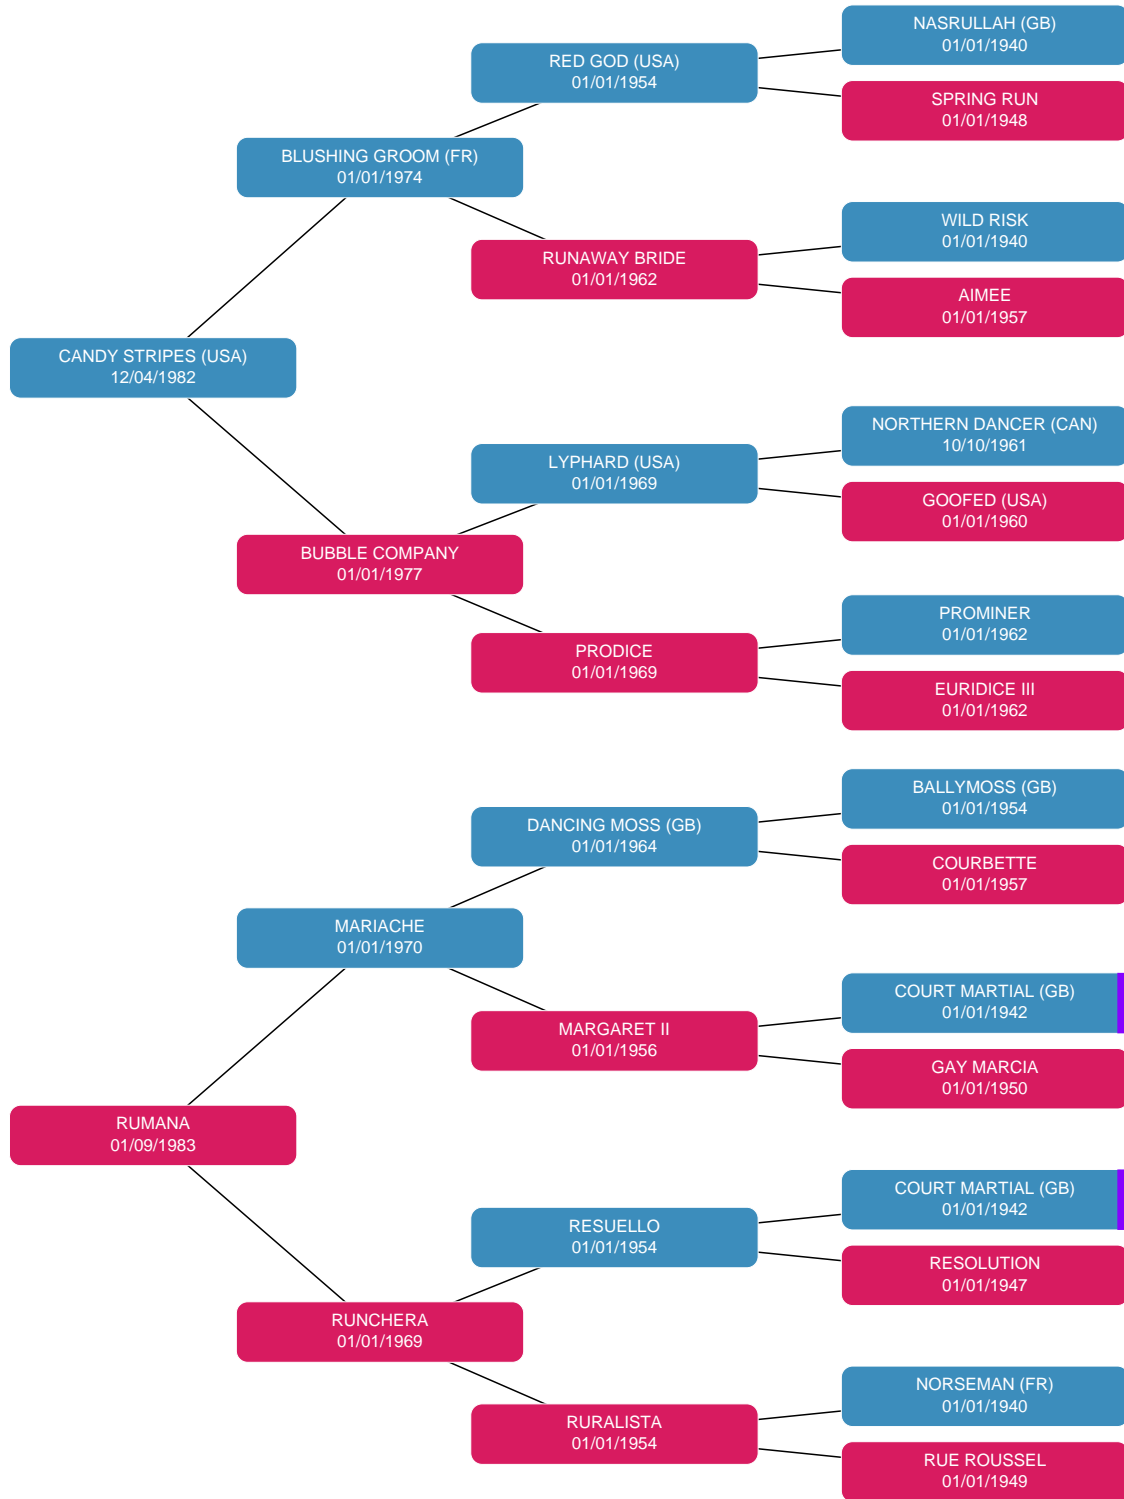 NASRULLAH (GB)
01/01/1940
RED GOD (USA)
01/01/1954
SPRING RUN
01/01/1948
BLUSHING GROOM (FR)
01/01/1974
WILD RISK
01/01/1940
RUNAWAY BRIDE
01/01/1962
AIMEE
01/01/1957
CANDY STRIPES (USA)
12/04/1982
NORTHERN DANCER (CAN)
10/10/1961
LYPHARD (USA)
01/01/1969
GOOFED (USA)
01/01/1960
BUBBLE COMPANY
01/01/1977
PROMINER
01/01/1962
PRODICE
01/01/1969
EURIDICE III
01/01/1962
BALLYMOSS (GB)
01/01/1954
DANCING MOSS (GB)
01/01/1964
COURBETTE
01/01/1957
MARIACHE
01/01/1970
COURT MARTIAL (GB)
01/01/1942
MARGARET II
01/01/1956
GAY MARCIA
01/01/1950
RUMANA
01/09/1983
COURT MARTIAL (GB)
01/01/1942
RESUELLO
01/01/1954
RESOLUTION
01/01/1947
RUNCHERA
01/01/1969
NORSEMAN (FR)
01/01/1940
RURALISTA
01/01/1954
RUE ROUSSEL
01/01/1949